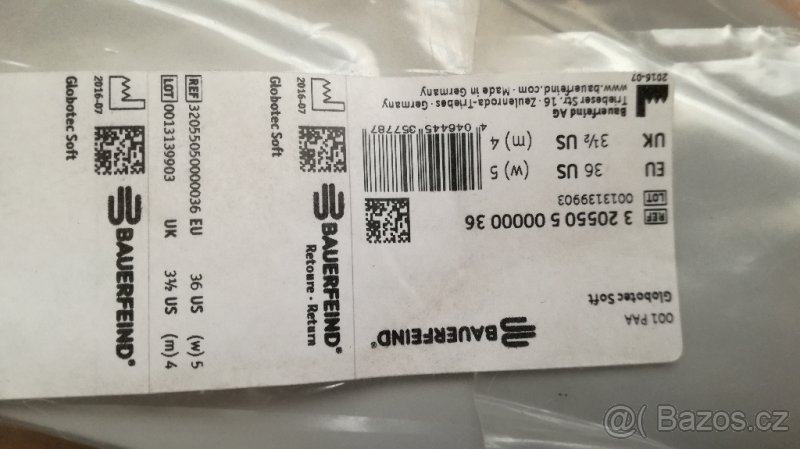 BAUERFEIND®
001 PAA
Globotec Soft
REF 3 20550 5 00000 36
LOT 0013139903
EU 36 US (w) 5
UK 3½ US (m) 4
4 046445 357787
Bauerfeind AG
Triebeser Str. 16 · Zeulenroda-Triebes · Germany
www.bauerfeind.com · Made in Germany
2016-07
BAUERFEIND®
Retoure · Return
Globotec Soft
2016-07
REF 32055050000036 EU 36 US (w) 5
LOT 0013139903 UK 3½ US (m) 4
BAUERFEIND®
Globotec Soft
2016-07
@ Bazos.cz